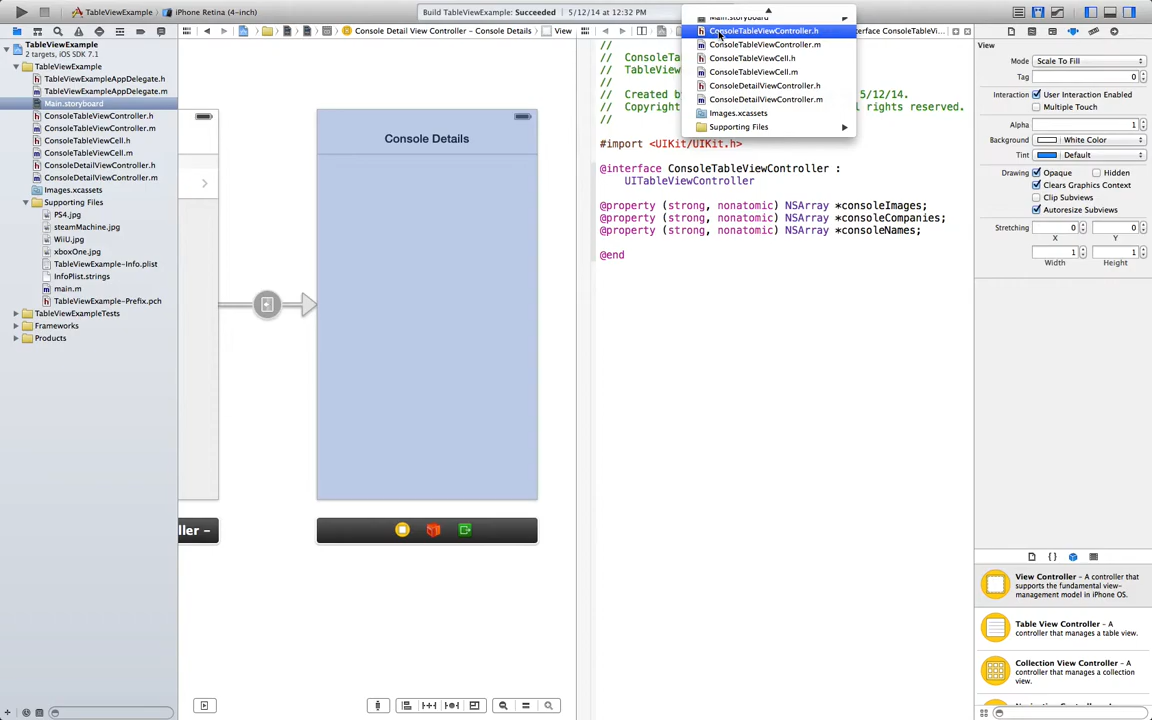 TableViewExample
iPhone Retina (4-inch)
Build TableViewExample: Succeeded
5/12/14 at 12:32 PM
Console Detail View Controller – Console Details
View
TableViewExample
2 targets, iOS SDK 7.1
TableViewExample
TableViewExampleAppDelegate.h
TableViewExampleAppDelegate.m
Main.storyboard
ConsoleTableViewController.h
ConsoleTableViewController.m
ConsoleTableViewCell.h
ConsoleTableViewCell.m
ConsoleDetailViewController.h
ConsoleDetailViewController.m
Images.xcassets
Supporting Files
PS4.jpg
steamMachine.jpg
WiiU.jpg
xboxOne.jpg
TableViewExample-Info.plist
InfoPlist.strings
main.m
TableViewExample-Prefix.pch
TableViewExampleTests
Frameworks
Products
Console Details
ller –
Main.storyboard
ConsoleTableViewController.h
ConsoleTableViewController.m
ConsoleTableViewCell.h
ConsoleTableViewCell.m
ConsoleDetailViewController.h
ConsoleDetailViewController.m
Images.xcassets
Supporting Files
terface ConsoleTableVi...
//
// ConsoleTa
// TableView
//
// Created b
5/12/14.
// Copyright
ll rights reserved.
//
#import <UIKit/UIKit.h>
@interface ConsoleTableViewController :
UITableViewController
@property (strong, nonatomic) NSArray *consoleImages;
@property (strong, nonatomic) NSArray *consoleCompanies;
@property (strong, nonatomic) NSArray *consoleNames;
@end
View
Mode Scale To Fill
Tag 0
Interaction User Interaction Enabled
Multiple Touch
Alpha 1
Background White Color
Tint Default
Drawing Opaque Hidden
Clears Graphics Context
Clip Subviews
Autoresize Subviews
Stretching 0 0
X Y
1 1
Width Height
View Controller – A controller that
supports the fundamental view-
management model in iPhone OS.
Table View Controller – A
controller that manages a table view.
Collection View Controller – A
controller that manages a collection
view.